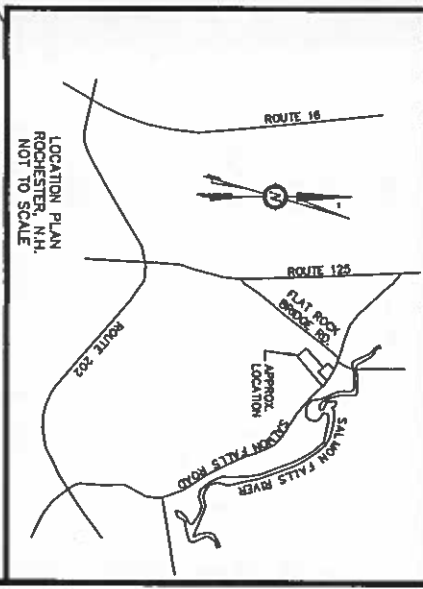 ROUTE 16
N
ROUTE 125
FLAT ROCK
BRIDGE RD.
APPROX.
LOCATION
SALMON FALLS RIVER
SALMON FALLS ROAD
ROUTE 202
LOCATION PLAN
ROCHESTER, N.H.
NOT TO SCALE